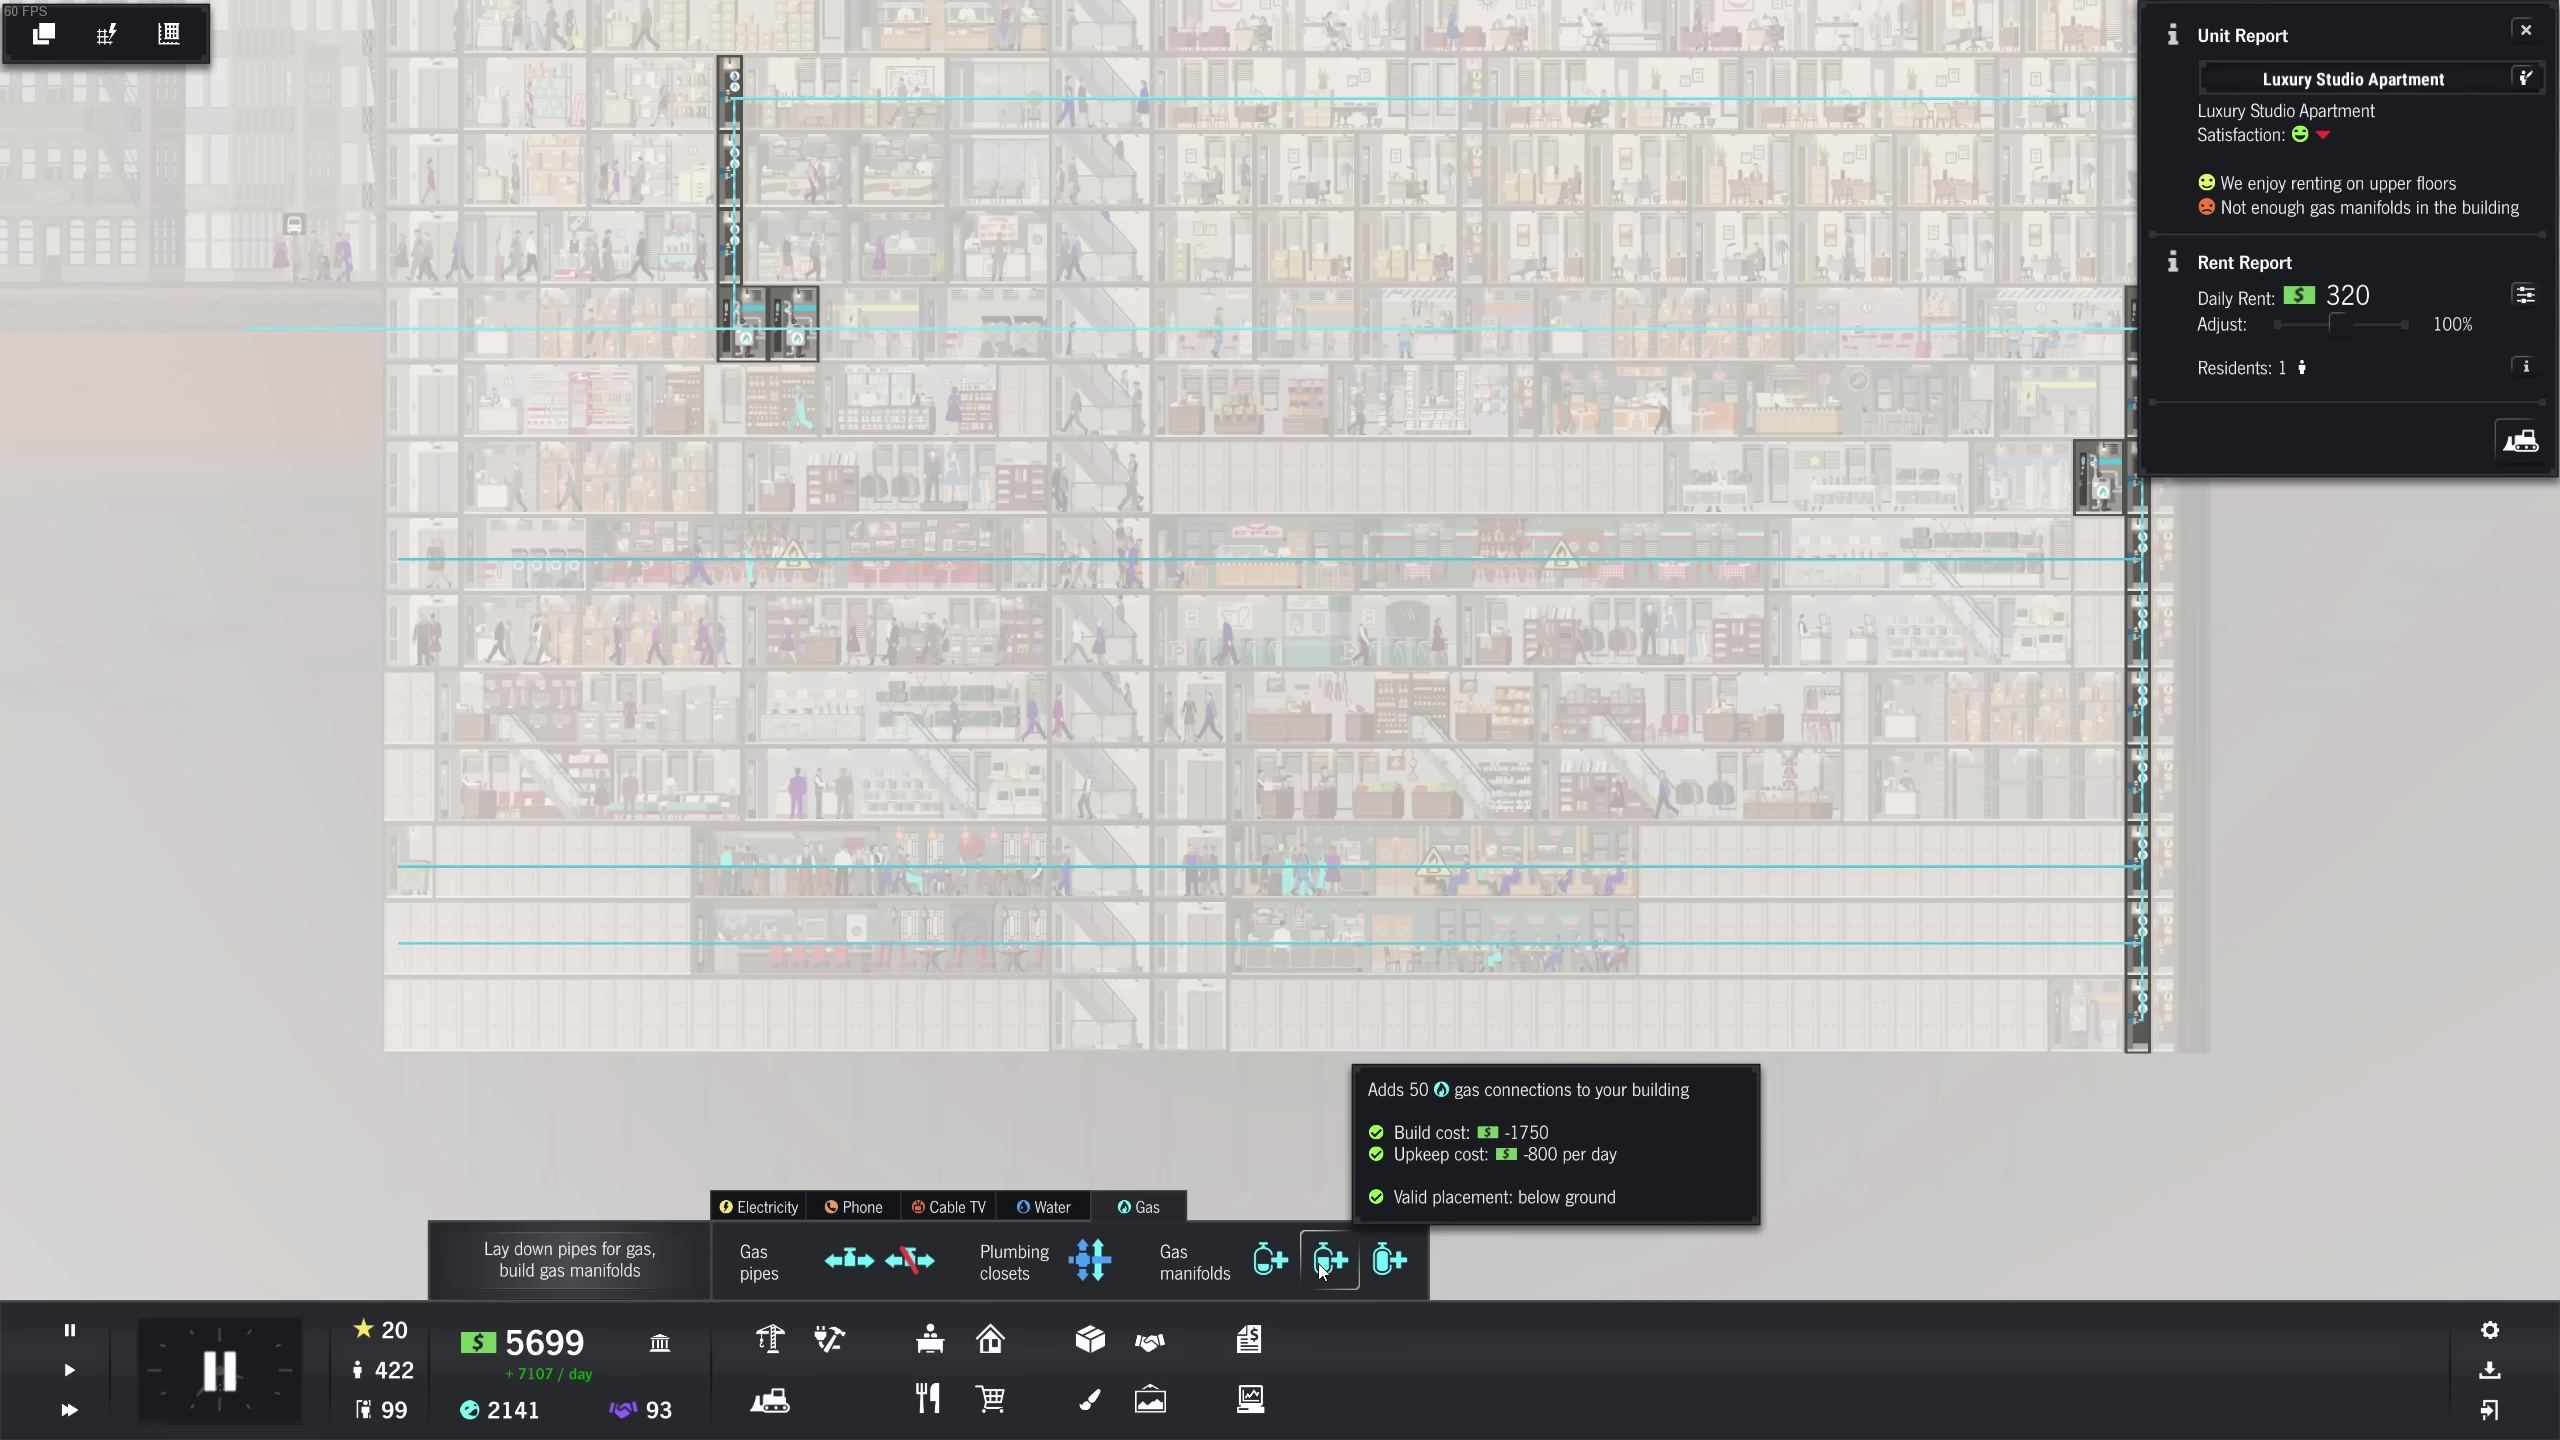 60 FPS
Unit Report
Luxury Studio Apartment
Luxury Studio Apartment
Satisfaction:
We enjoy renting on upper floors
Not enough gas manifolds in the building
Rent Report
Daily Rent: $ 320
Adjust: 100%
Residents: 1
Adds 50 gas connections to your building
Build cost: $ -1750
Upkeep cost: $ -800 per day
Valid placement: below ground
Electricity
Phone
Cable TV
Water
Gas
Lay down pipes for gas,
build gas manifolds
Gas
pipes
Plumbing
closets
Gas
manifolds
20
422
99
$ 5699
+ 7107 / day
2141
93